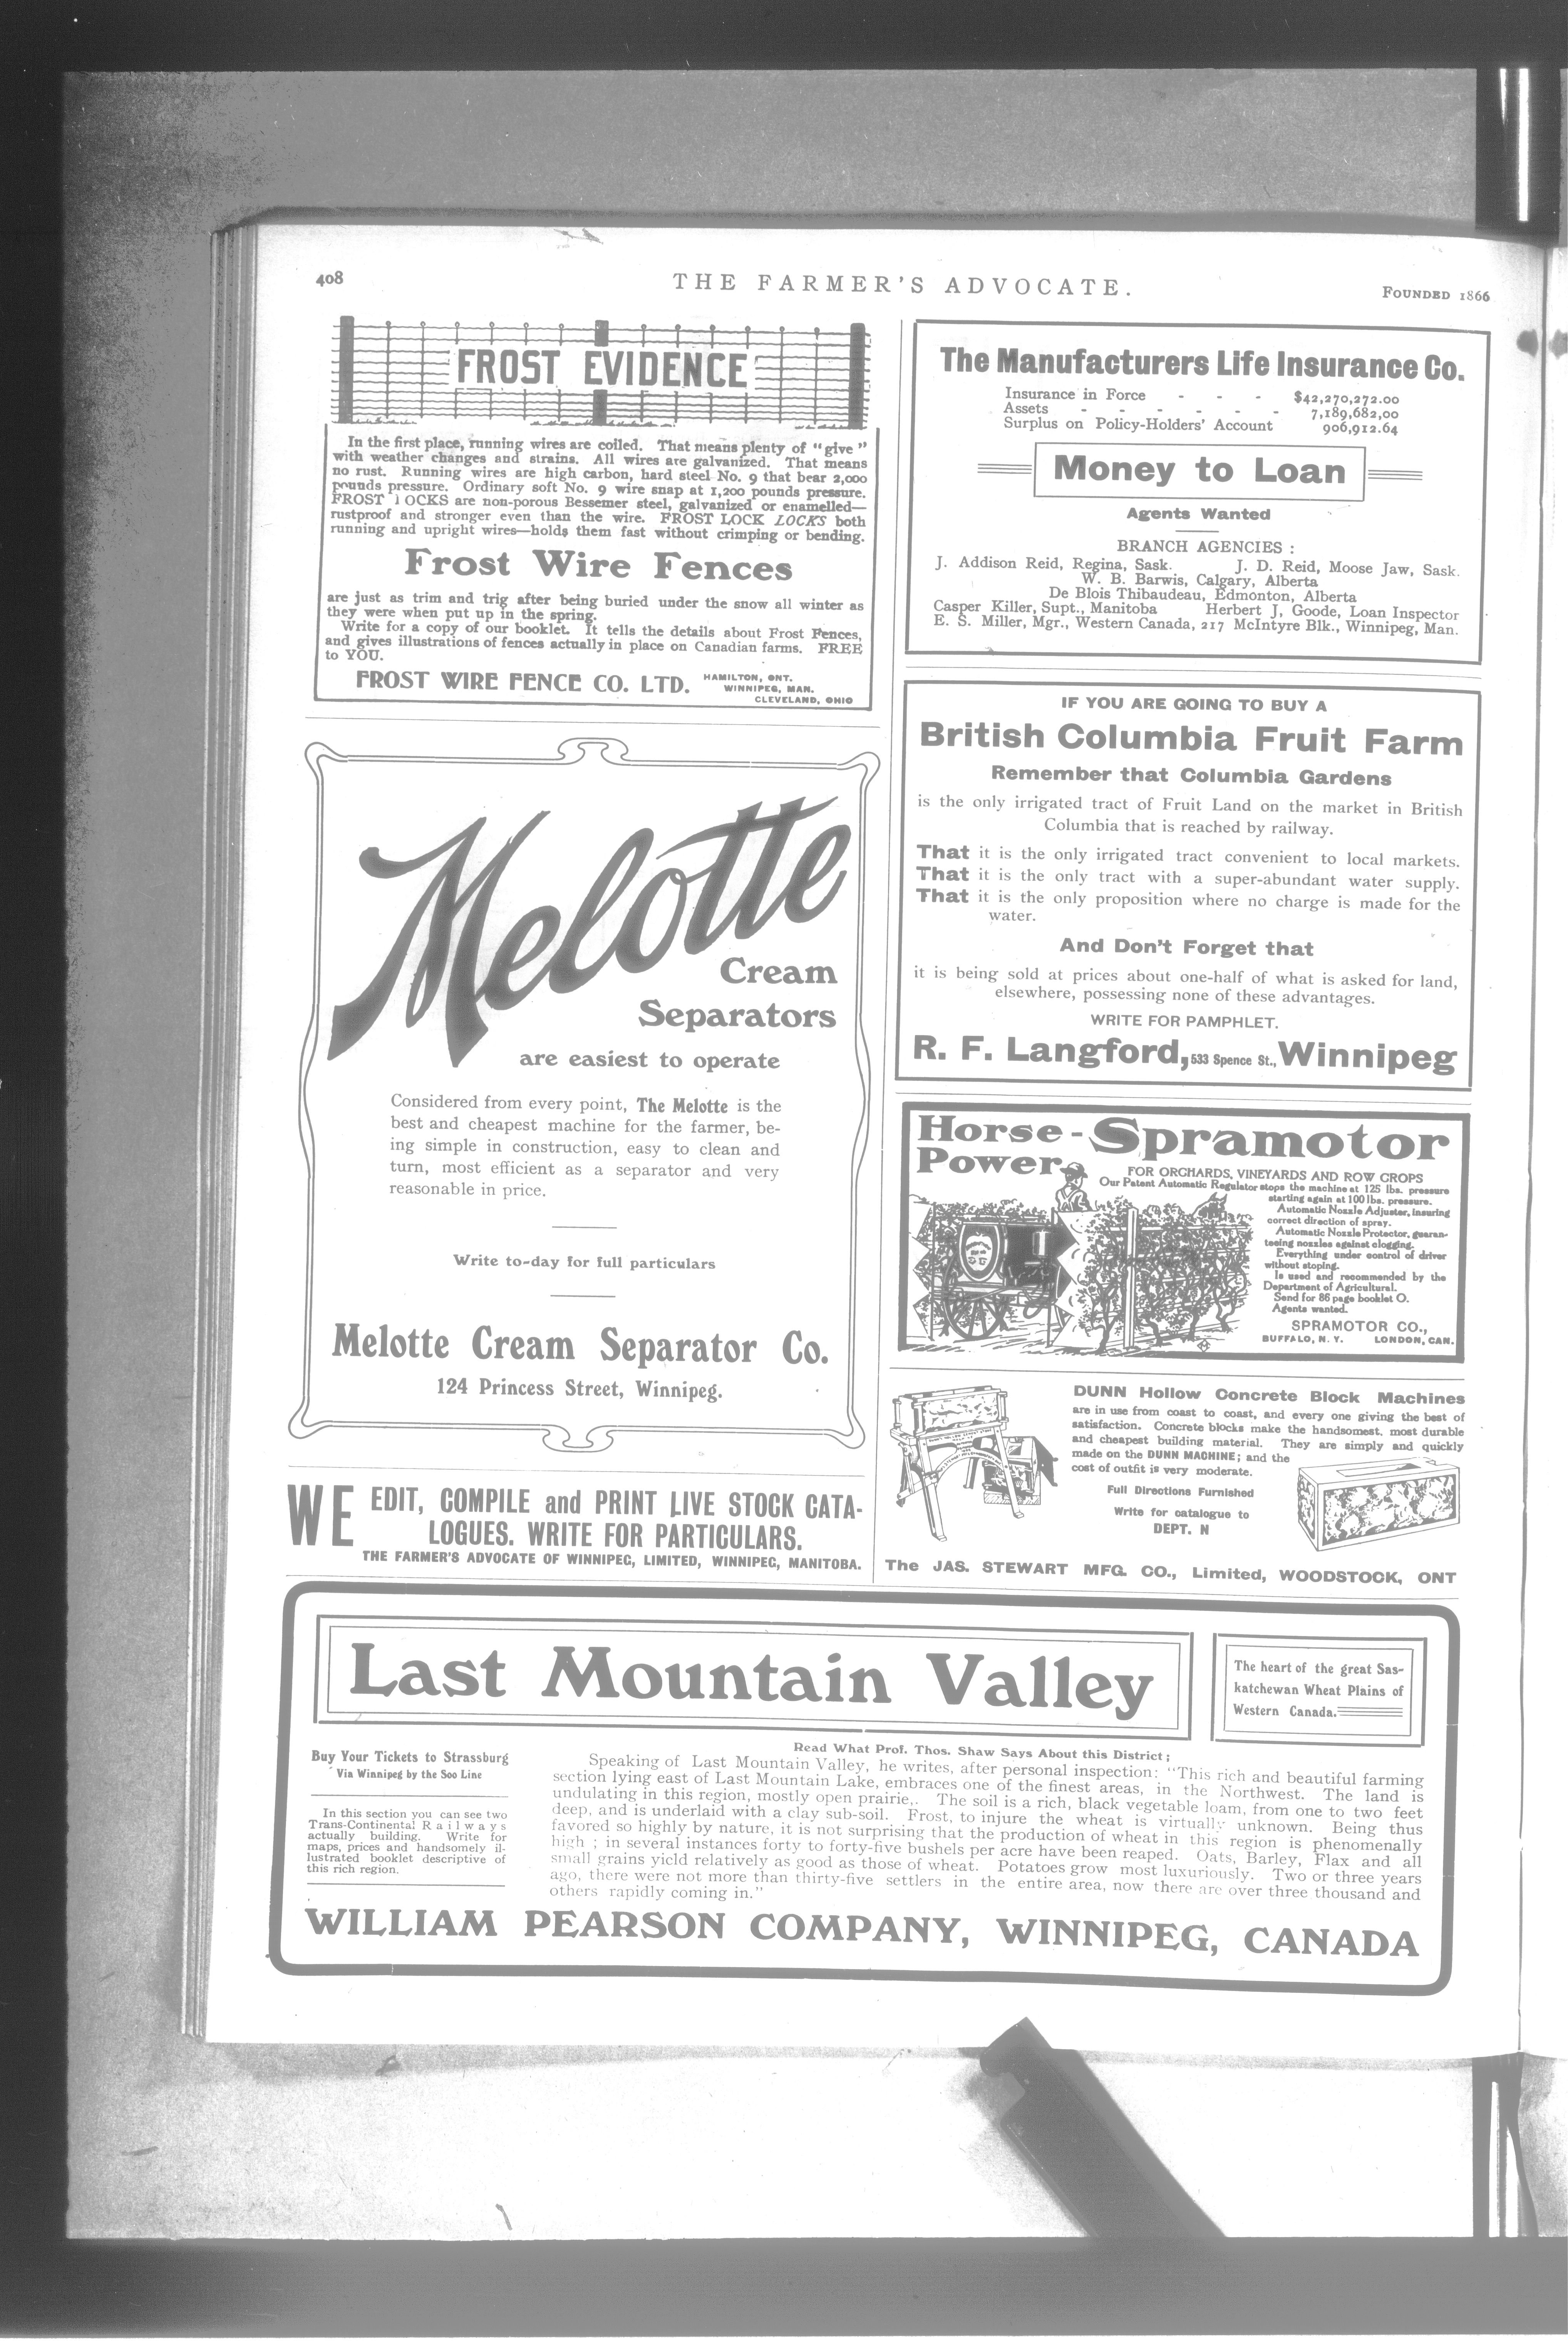 408
THE FARMER'S ADVOCATE.
FOUNDED 1866
FROST EVIDENCE
In the first place, running wires are coiled. That means plenty of "give"
with weather changes and strains. All wires are galvanized. That means
no rust. Running wires are high carbon, hard steel No. 9 that bear 2,000
pounds pressure. Ordinary soft No. 9 wire snap at 1,200 pounds pressure.
FROST LOCKS are non-porous Bessemer steel, galvanized or enamelled—
rustproof and stronger even than the wire. FROST LOCK LOCKS both
running and upright wires—holds them fast without crimping or bending.
Frost Wire Fences
are just as trim and trig after being buried under the snow all winter as
they were when put up in the spring.
Write for a copy of our booklet. It tells the details about Frost Fences,
and gives illustrations of fences actually in place on Canadian farms. FREE
to YOU.
FROST WIRE FENCE CO. LTD.
HAMILTON, ONT.
WINNIPEG, MAN.
CLEVELAND, OHIO
Melotte
Cream
Separators
are easiest to operate
Considered from every point, The Melotte is the
best and cheapest machine for the farmer, be-
ing simple in construction, easy to clean and
turn, most efficient as a separator and very
reasonable in price.
Write to-day for full particulars
Melotte Cream Separator Co.
124 Princess Street, Winnipeg.
WE EDIT, COMPILE and PRINT LIVE STOCK CATA-
LOGUES. WRITE FOR PARTICULARS.
THE FARMER'S ADVOCATE OF WINNIPEG, LIMITED, WINNIPEG, MANITOBA.
The Manufacturers Life Insurance Co.
Insurance in Force - - - $42,270,272.00
Assets - - - - - - 7,189,682,00
Surplus on Policy-Holders' Account 906,912.64
Money to Loan
Agents Wanted
BRANCH AGENCIES :
J. Addison Reid, Regina, Sask. J. D. Reid, Moose Jaw, Sask.
W. B. Barwis, Calgary, Alberta
De Blois Thibaudeau, Edmonton, Alberta
Casper Killer, Supt., Manitoba Herbert J, Goode, Loan Inspector
E. S. Miller, Mgr., Western Canada, 217 McIntyre Blk., Winnipeg, Man.
IF YOU ARE GOING TO BUY A
British Columbia Fruit Farm
Remember that Columbia Gardens
is the only irrigated tract of Fruit Land on the market in British
Columbia that is reached by railway.
That it is the only irrigated tract convenient to local markets.
That it is the only tract with a super-abundant water supply.
That it is the only proposition where no charge is made for the
water.
And Don't Forget that
it is being sold at prices about one-half of what is asked for land,
elsewhere, possessing none of these advantages.
WRITE FOR PAMPHLET.
R. F. Langford, 533 Spence St., Winnipeg
Horse-Power Spramotor
FOR ORCHARDS, VINEYARDS AND ROW CROPS
Our Patent Automatic Regulator stops the machine at 125 lbs. pressure
starting again at 100 lbs. pressure.
Automatic Nozzle Adjuster, insuring
correct direction of spray.
Automatic Nozzle Protector, guaran-
teeing nozzles against clogging.
Everything under control of driver
without stoping.
Is used and recommended by the
Department of Agricultural.
Send for 86 page booklet O.
Agents wanted.
SPRAMOTOR CO.,
BUFFALO, N. Y. LONDON, CAN.
DUNN Hollow Concrete Block Machines
are in use from coast to coast, and every one giving the best of
satisfaction. Concrete blocks make the handsomest, most durable
and cheapest building material. They are simply and quickly
made on the DUNN MACHINE; and the
cost of outfit is very moderate.
Full Directions Furnished
Write for catalogue to
DEPT. N
The JAS. STEWART MFG. CO., Limited, WOODSTOCK, ONT
Last Mountain Valley
The heart of the great Sas-
katchewan Wheat Plains of
Western Canada.
Buy Your Tickets to Strassburg
Via Winnipeg by the Soo Line
In this section you can see two
Trans-Continental Railways
actually building. Write for
maps, prices and handsomely il-
lustrated booklet descriptive of
this rich region.
Read What Prof. Thos. Shaw Says About this District;
Speaking of Last Mountain Valley, he writes, after personal inspection: "This rich and beautiful farming
section lying east of Last Mountain Lake, embraces one of the finest areas, in the Northwest. The land is
undulating in this region, mostly open prairie,. The soil is a rich, black vegetable loam, from one to two feet
deep, and is underlaid with a clay sub-soil. Frost, to injure the wheat is virtually unknown. Being thus
favored so highly by nature, it is not surprising that the production of wheat in this region is phenomenally
high ; in several instances forty to forty-five bushels per acre have been reaped. Oats, Barley, Flax and all
small grains yield relatively as good as those of wheat. Potatoes grow most luxuriously. Two or three years
ago, there were not more than thirty-five settlers in the entire area, now there are over three thousand and
others rapidly coming in."
WILLIAM PEARSON COMPANY, WINNIPEG, CANADA